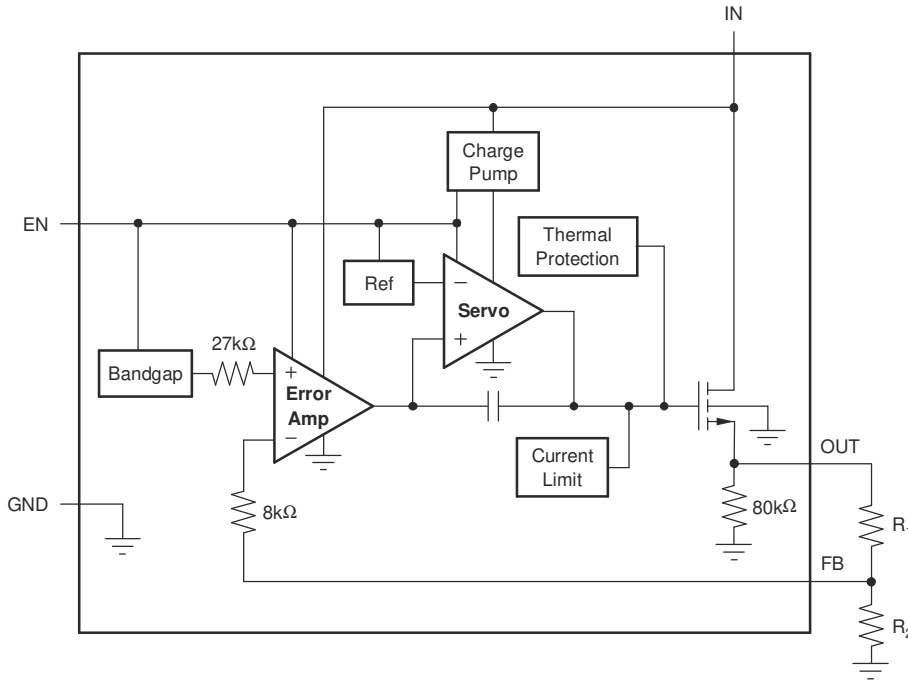 IN
Charge
Pump
EN
Thermal
Protection
Ref
−
Servo
+
27kΩ
Bandgap
+
Error
Amp
−
Current
Limit
OUT
GND
8kΩ
80kΩ
FB